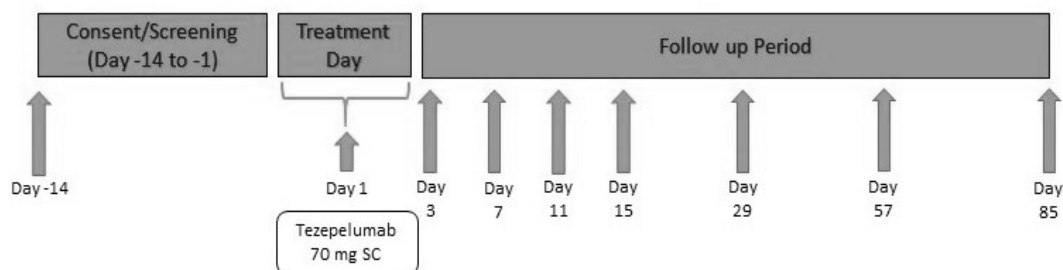 Consent/Screening
(Day -14 to -1)
Treatment
Day
Follow up Period
Day -14
Day 1
Day
3
Day
7
Day
11
Day
15
Day
29
Day
57
Day
85
Tezepelumab
70 mg SC